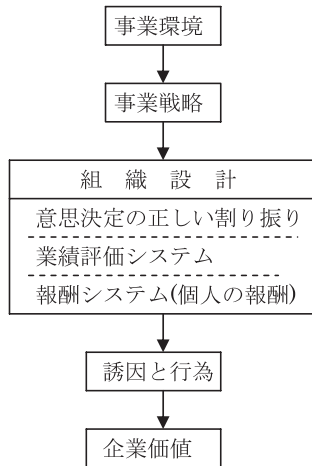 事業環境
事業戦略
組　織　設　計
意思決定の正しい割り振り
業績評価システム
報酬システム(個人の報酬)
誘因と行為
企業価値